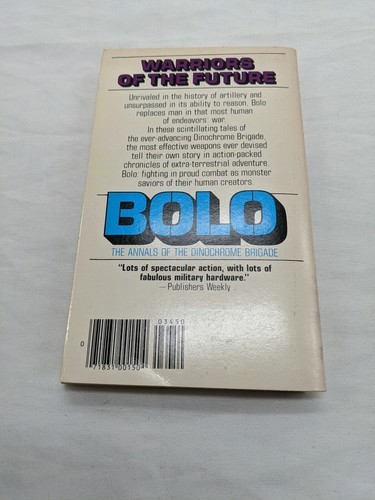 WARRIORS
OF THE FUTURE
Unrivaled in the history of artillery and
unsurpassed in its ability to reason. Bolo
replaces man in that most human
of endeavors: war.
In these scintillating tales of
the ever-advancing Dinochrome Brigade,
the most effective weapons ever devised
tell their own story in action-packed
chronicles of extra-terrestrial adventure.
Bolo: fighting in proud combat as monster
saviors of their human creators.
BOLO
THE ANNALS OF THE DINOCHROME BRIGADE
"Lots of spectacular action, with lots of
fabulous military hardware."
—Publishers Weekly
03450
0
71831 00150